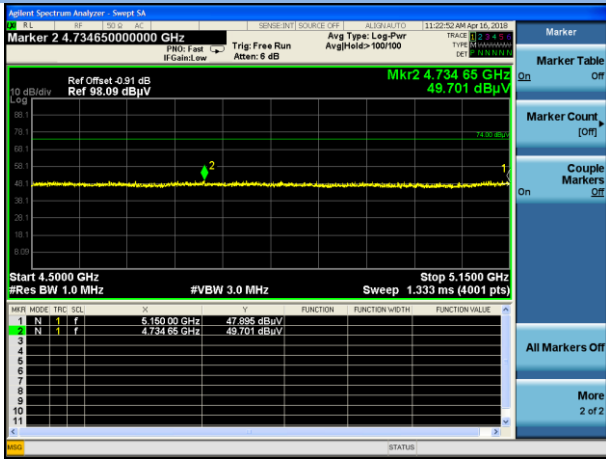 Agilent Spectrum Analyzer - Swept SA
RL RF 50 Ω AC SENSE:INT SOURCE OFF ALIGNAUTO 11:22:52 AM Apr 16, 2018
Marker 2 4.734650000000 GHz
PNO: Fast
IFGain:Low
Trig: Free Run
Atten: 6 dB
Avg Type: Log-Pwr
Avg|Hold:>100/100
TRACE 1 2 3 4 5 6
TYPE M
DET P N N N N N
Ref Offset -0.91 dB
10 dB/div Ref 98.09 dBµV
Log
Mkr2 4.734 65 GHz
49.701 dBµV
88.1
78.1
74.00 dBµV
68.1
58.1
2
1
48.1
38.1
28.1
18.1
8.09
Start 4.5000 GHz Stop 5.1500 GHz
#Res BW 1.0 MHz #VBW 3.0 MHz Sweep 1.333 ms (4001 pts)
MKR MODE TRC SCL X Y FUNCTION FUNCTION WIDTH FUNCTION VALUE
1 N 1 f 5.150 00 GHz 47.895 dBµV
2 N 1 f 4.734 65 GHz 49.701 dBµV
3
4
5
6
7
8
9
10
11
MSG STATUS
Marker
Marker Table
On Off
Marker Count
[Off]
Couple
Markers
On Off
All Markers Off
More
2 of 2